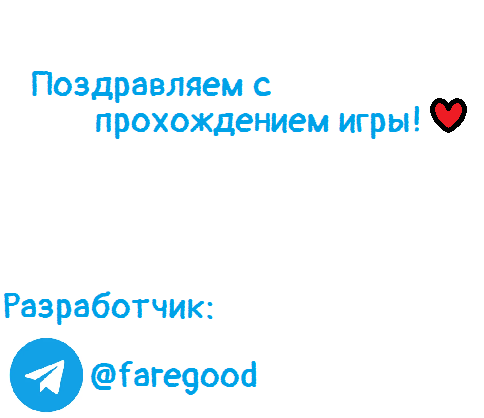 Поздравляем с
прохождением игры!
Разработчик:
@faregood